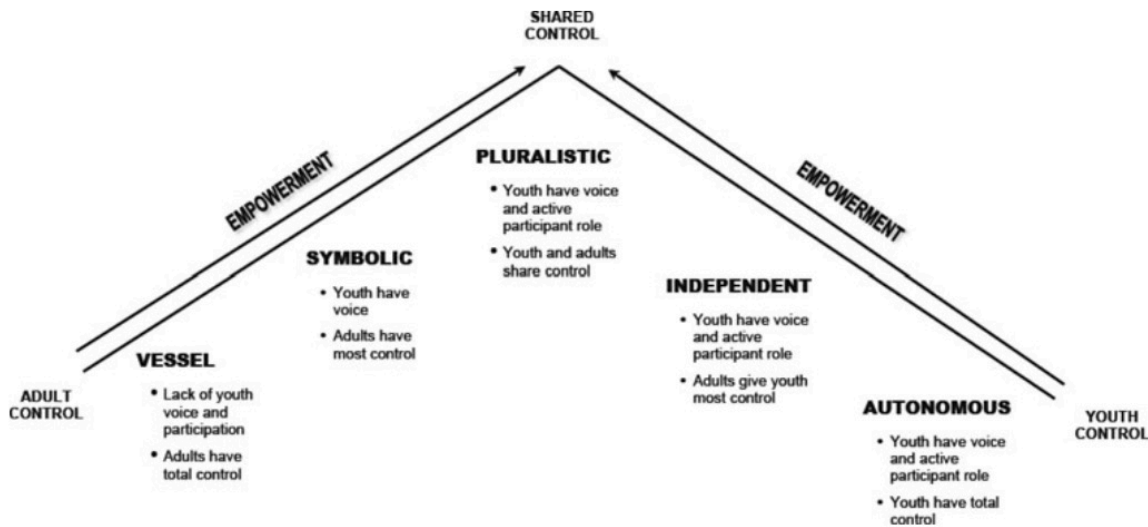 SHARED
CONTROL
EMPOWERMENT
EMPOWERMENT
PLURALISTIC
• Youth have voice
and active
participant role
• Youth and adults
share control
SYMBOLIC
• Youth have
voice
• Adults have
most control
INDEPENDENT
• Youth have voice
and active
participant role
• Adults give youth
most control
VESSEL
• Lack of youth
voice and
participation
• Adults have
total control
ADULT
CONTROL
AUTONOMOUS
• Youth have voice
and active
participant role
• Youth have total
control
YOUTH
CONTROL